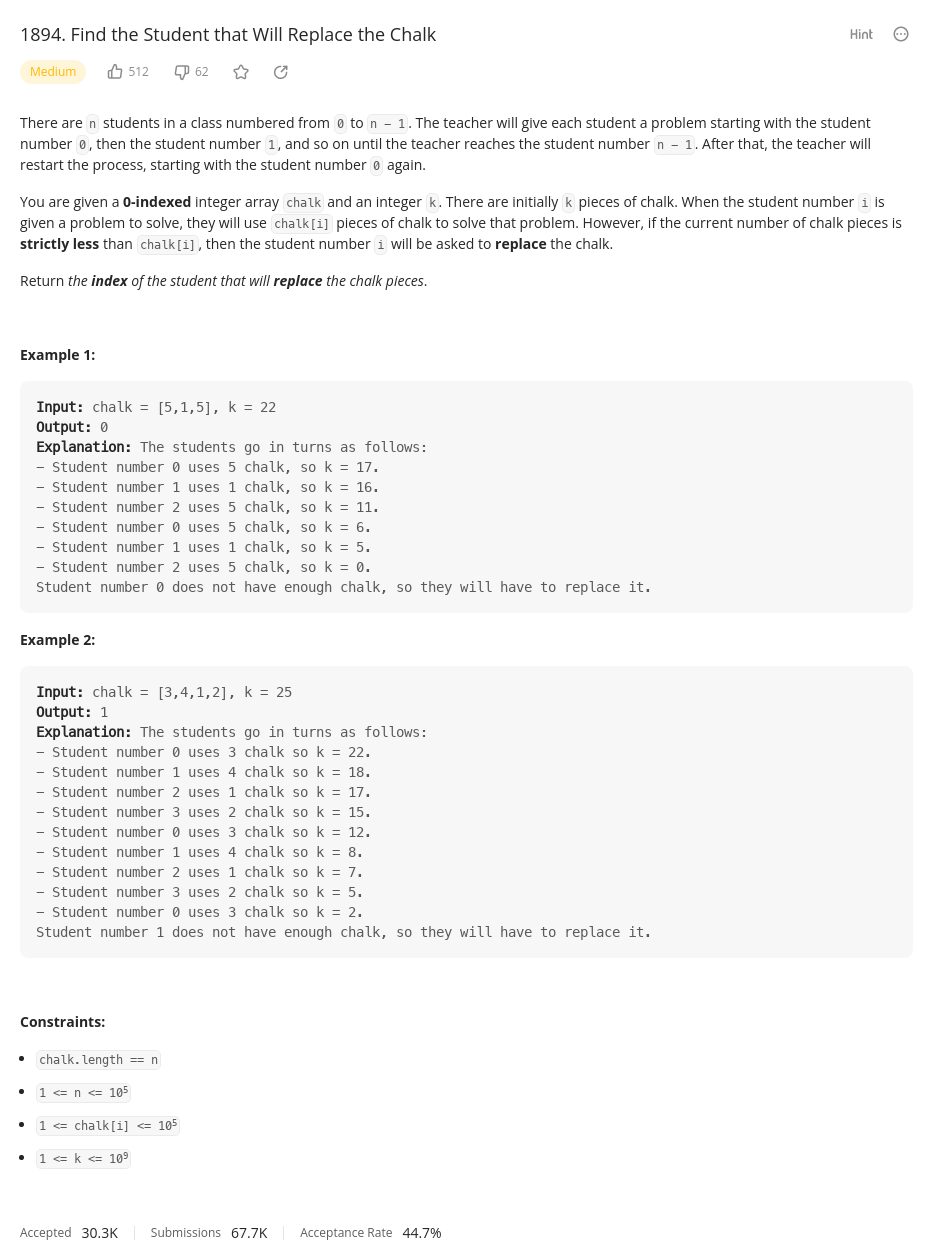 1894. Find the Student that Will Replace the Chalk
Hint
Medium 512 62
There are n students in a class numbered from 0 to n - 1. The teacher will give each student a problem starting with the student
number 0, then the student number 1, and so on until the teacher reaches the student number n - 1. After that, the teacher will
restart the process, starting with the student number 0 again.
You are given a 0-indexed integer array chalk and an integer k. There are initially k pieces of chalk. When the student number i is
given a problem to solve, they will use chalk[i] pieces of chalk to solve that problem. However, if the current number of chalk pieces is
strictly less than chalk[i], then the student number i will be asked to replace the chalk.
Return the index of the student that will replace the chalk pieces.
Example 1:
Input: chalk = [5,1,5], k = 22
Output: 0
Explanation: The students go in turns as follows:
- Student number 0 uses 5 chalk, so k = 17.
- Student number 1 uses 1 chalk, so k = 16.
- Student number 2 uses 5 chalk, so k = 11.
- Student number 0 uses 5 chalk, so k = 6.
- Student number 1 uses 1 chalk, so k = 5.
- Student number 2 uses 5 chalk, so k = 0.
Student number 0 does not have enough chalk, so they will have to replace it.
Example 2:
Input: chalk = [3,4,1,2], k = 25
Output: 1
Explanation: The students go in turns as follows:
- Student number 0 uses 3 chalk so k = 22.
- Student number 1 uses 4 chalk so k = 18.
- Student number 2 uses 1 chalk so k = 17.
- Student number 3 uses 2 chalk so k = 15.
- Student number 0 uses 3 chalk so k = 12.
- Student number 1 uses 4 chalk so k = 8.
- Student number 2 uses 1 chalk so k = 7.
- Student number 3 uses 2 chalk so k = 5.
- Student number 0 uses 3 chalk so k = 2.
Student number 1 does not have enough chalk, so they will have to replace it.
Constraints:
• chalk.length == n
• 1 <= n <= 10⁵
• 1 <= chalk[i] <= 10⁵
• 1 <= k <= 10⁹
Accepted 30.3K Submissions 67.7K Acceptance Rate 44.7%